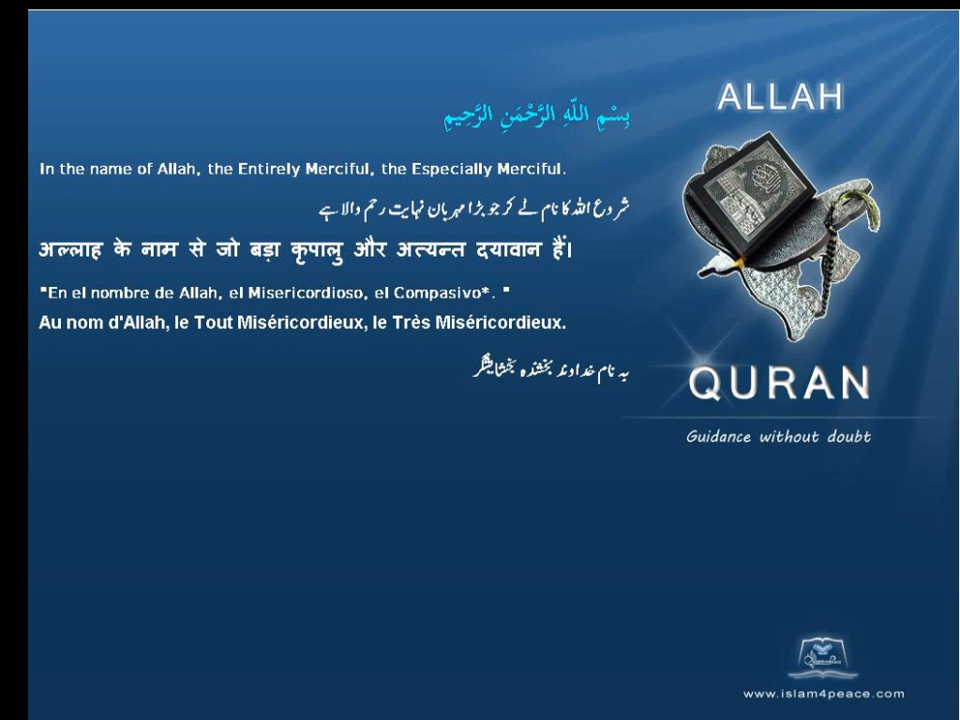 بِسْمِ اللَّهِ الرَّحْمَنِ الرَّحِيمِ
In the name of Allah, the Entirely Merciful, the Especially Merciful.
شروع الله کا نام لے کر جو بڑا مہربان نہایت رحم والا ہے
अल्लाह के नाम से जो बड़ा कृपालु और अत्यन्त दयावान हैं।
"En el nombre de Allah, el Misericordioso, el Compasivo*. "
Au nom d'Allah, le Tout Miséricordieux, le Très Miséricordieux.
به نام خداوند بخشنده بخشایشگر
ALLAH
QURAN
Guidance without doubt
www.islam4peace.com